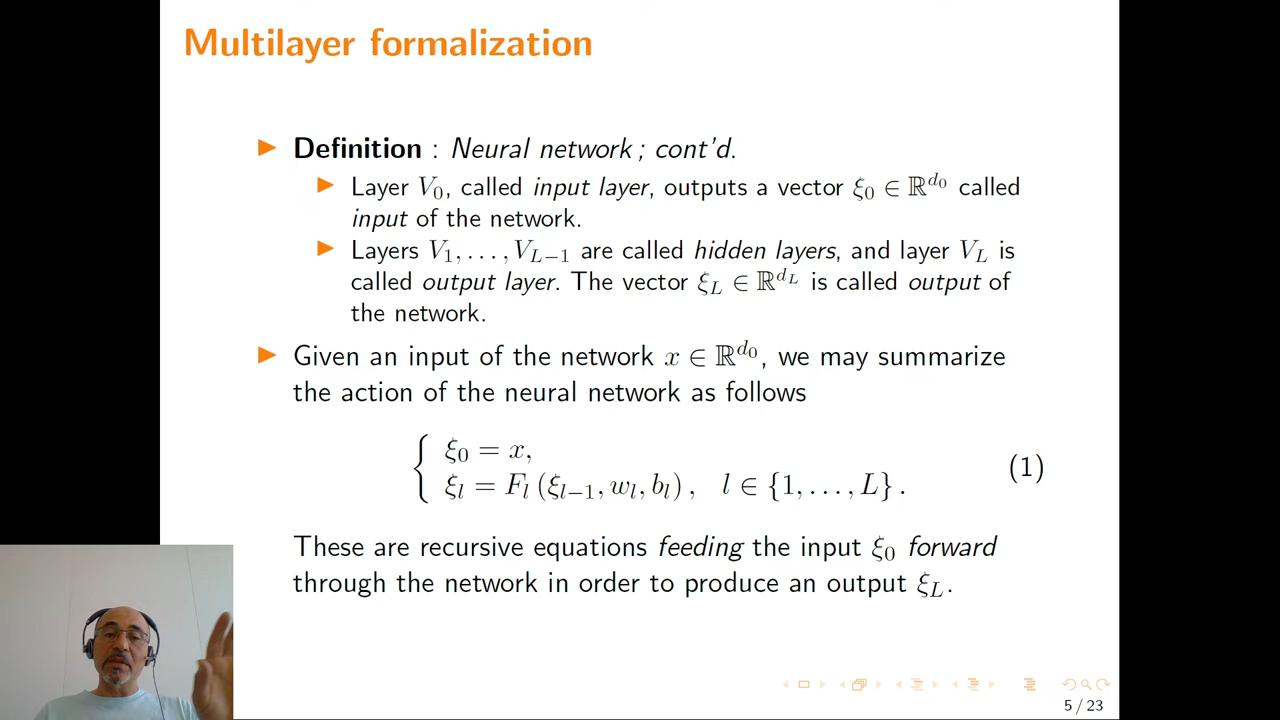 Multilayer formalization
▶ Definition : Neural network ; cont'd.
▶ Layer V₀, called input layer, outputs a vector ξ₀ ∈ ℝ^{d₀} called
input of the network.
▶ Layers V₁, . . . , V_{L−1} are called hidden layers, and layer V_L is
called output layer. The vector ξ_L ∈ ℝ^{d_L} is called output of
the network.
▶ Given an input of the network x ∈ ℝ^{d₀}, we may summarize
the action of the neural network as follows
{ ξ₀ = x,
ξ_l = F_l (ξ_{l−1}, w_l, b_l) , l ∈ {1, . . . , L} . (1)
These are recursive equations feeding the input ξ₀ forward
through the network in order to produce an output ξ_L.
5 / 23